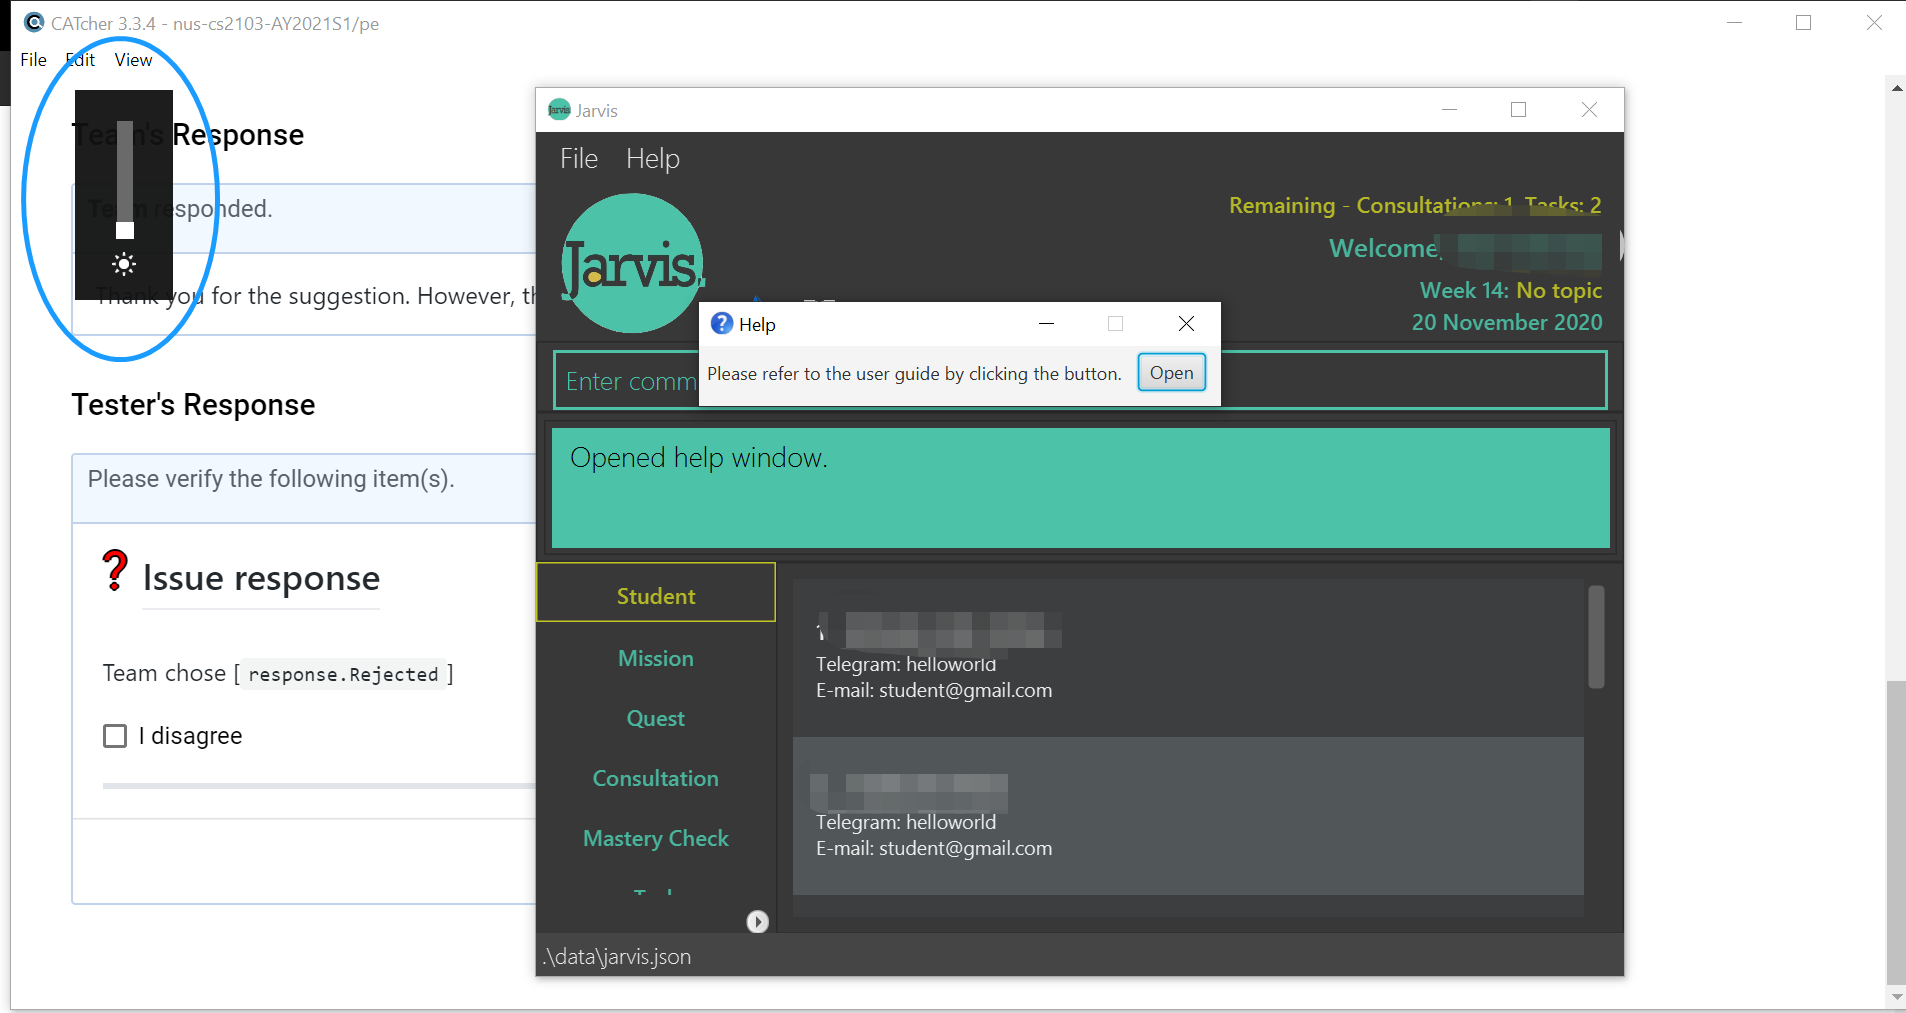 CATcher 3.3.4 - nus-cs2103-AY2021S1/pe
File Edit View
Team's Response
Team responded.
Thank you for the suggestion. However, th
Tester's Response
Please verify the following item(s).
Issue response
Team chose [response.Rejected]
I disagree
Jarvis
Jarvis
File Help
Jarvis.
Remaining - Consultations: 1, Tasks: 2
Welcome,
Week 14: No topic
20 November 2020
Help
Please refer to the user guide by clicking the button.
Open
Enter comm
Opened help window.
Student
Mission
Quest
Consultation
Mastery Check
Telegram: helloworld
E-mail: student@gmail.com
Telegram: helloworld
E-mail: student@gmail.com
.\data\jarvis.json